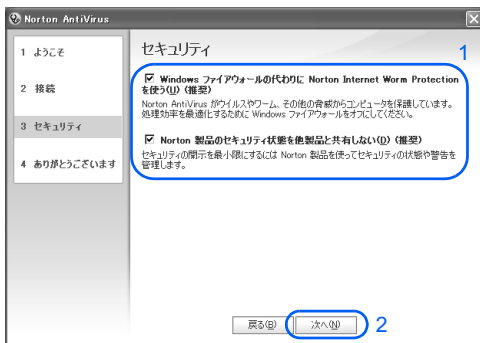 Norton AntiVirus
1 ようこそ
2 接続
3 セキュリティ
4 ありがとうございます
セキュリティ
1
Windows ファイアウォールの代わりに Norton Internet Worm Protection
を使う(U) (推奨)
Norton AntiVirus がウイルスやワーム、その他の脅威からコンピュータを保護しています。
処理効率を最適化するために Windows ファイアウォールをオフにしてください。
Norton 製品のセキュリティ状態を他製品と共有しない(D) (推奨)
セキュリティの開示を最小限にするには Norton 製品を使ってセキュリティの状態や警告を
管理します。
戻る(B)
次へ(N)
2